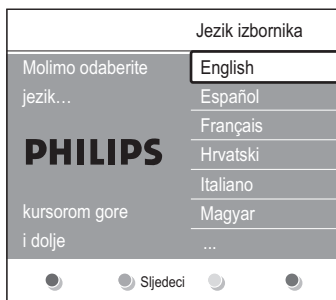 Jezik izbornika
Molimo odaberite
jezik...
PHILIPS
kursorom gore
i dolje
English
Español
Français
Hrvatski
Italiano
Magyar
...
Sljedeci